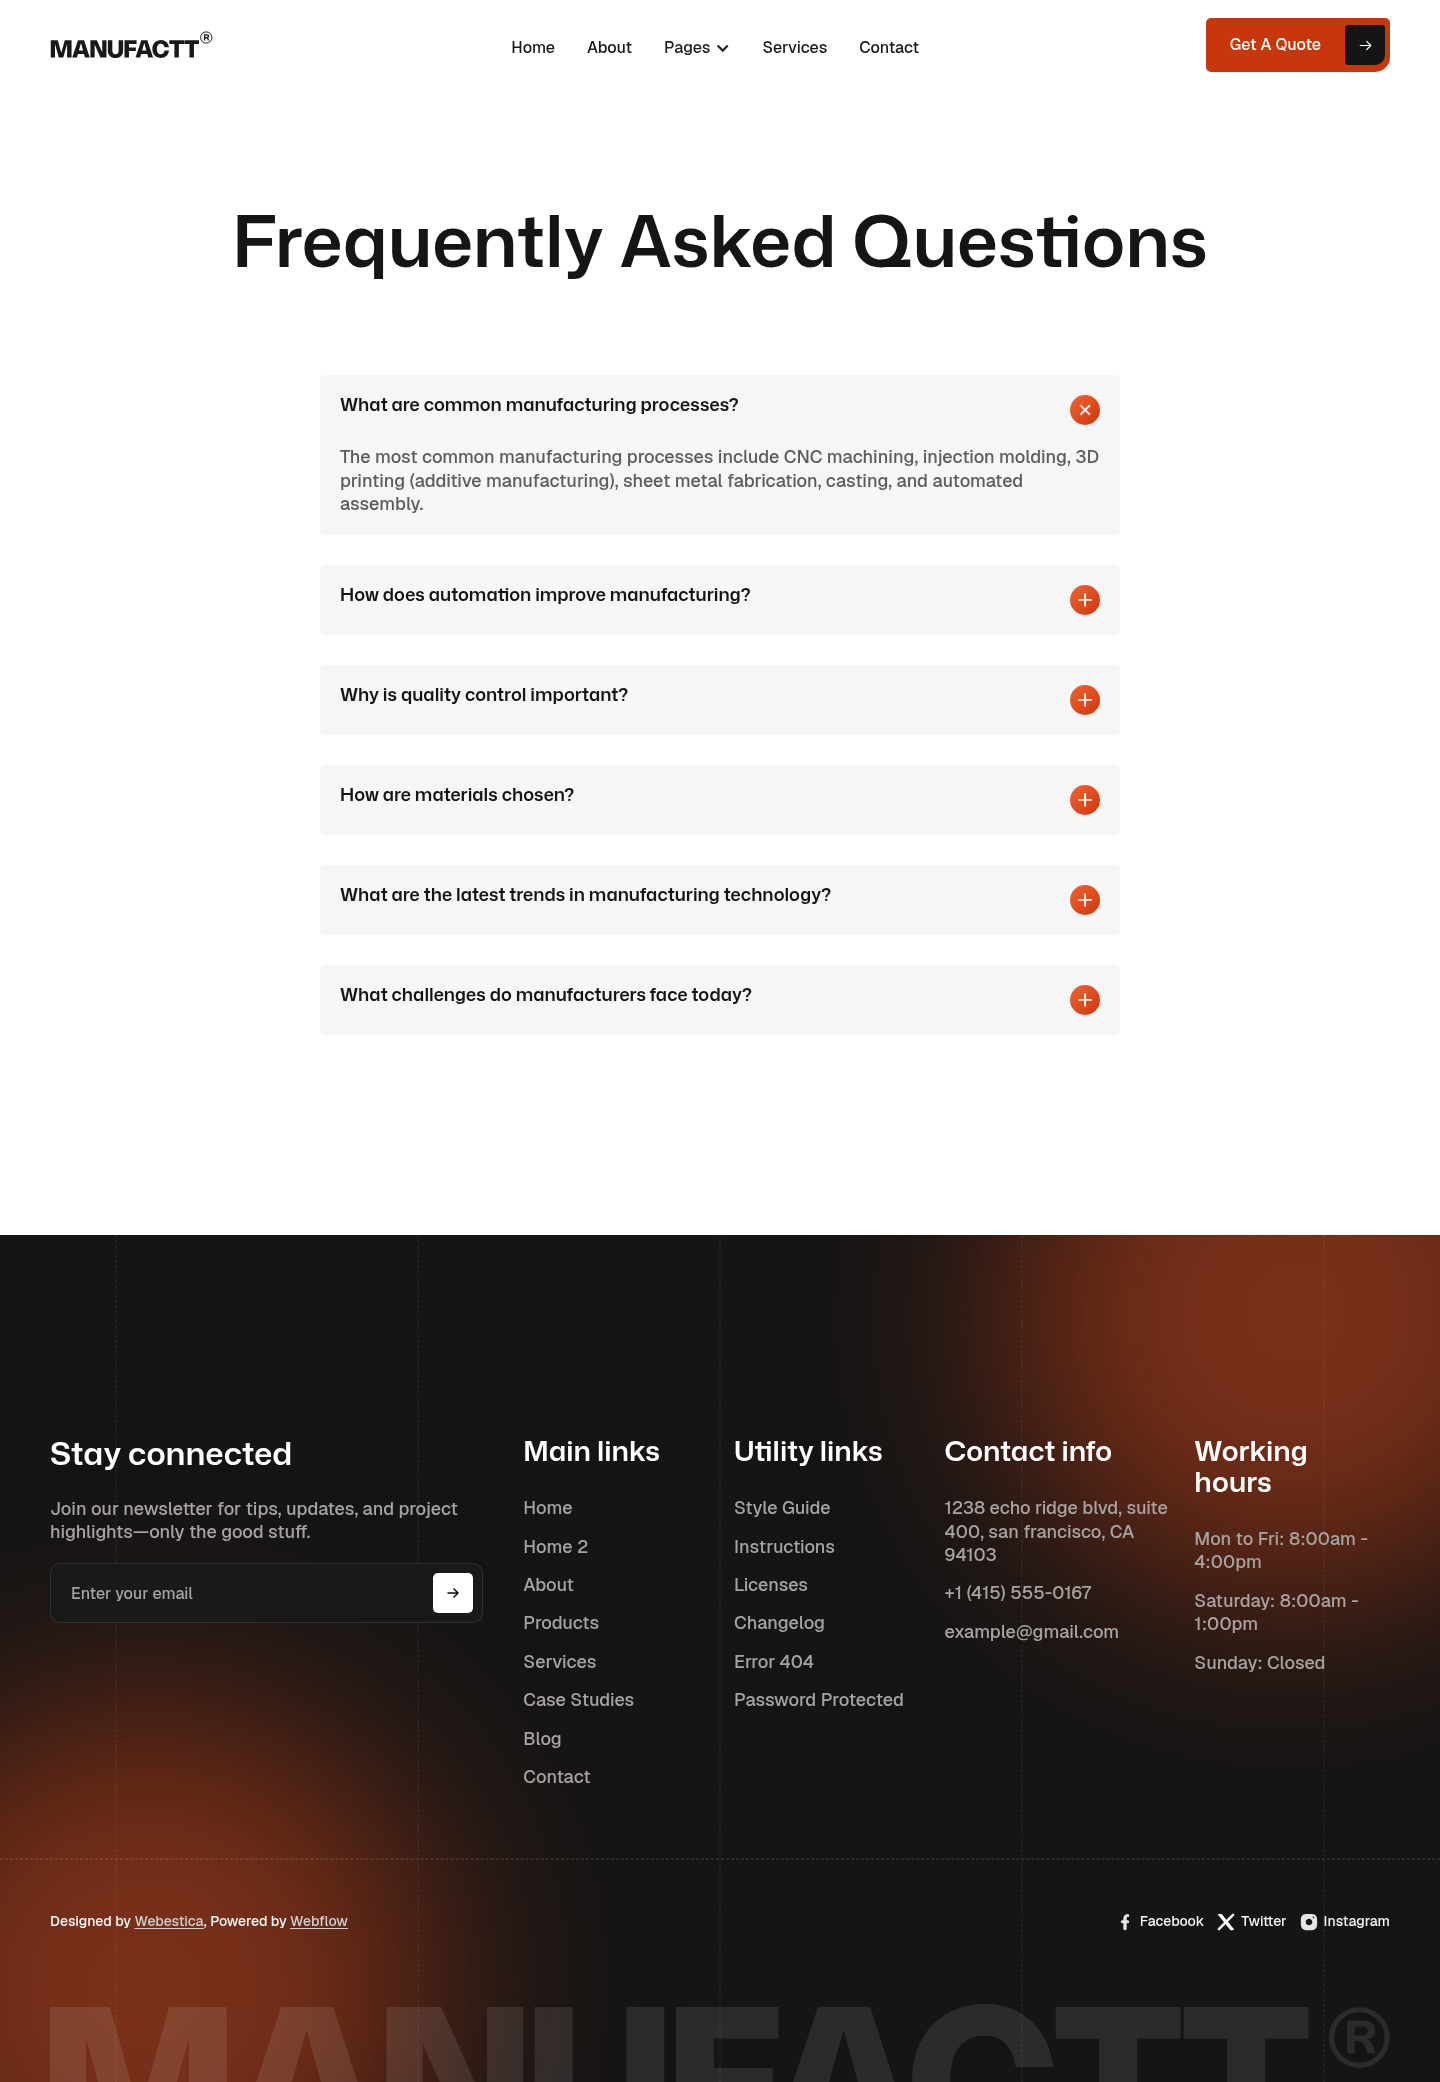 MANUFACTT®
Home
About
Pages
Services
Contact
Get A Quote
Frequently Asked Questions
What are common manufacturing processes?
The most common manufacturing processes include CNC machining, injection molding, 3D
printing (additive manufacturing), sheet metal fabrication, casting, and automated
assembly.
How does automation improve manufacturing?
Why is quality control important?
How are materials chosen?
What are the latest trends in manufacturing technology?
What challenges do manufacturers face today?
Stay connected
Join our newsletter for tips, updates, and project
highlights—only the good stuff.
Enter your email
Main links
Home
Home 2
About
Products
Services
Case Studies
Blog
Contact
Utility links
Style Guide
Instructions
Licenses
Changelog
Error 404
Password Protected
Contact info
1238 echo ridge blvd, suite
400, san francisco, CA
94103
+1 (415) 555-0167
example@gmail.com
Working
hours
Mon to Fri: 8:00am -
4:00pm
Saturday: 8:00am -
1:00pm
Sunday: Closed
Designed by Webestica, Powered by Webflow
Facebook
Twitter
Instagram
MANUFACTT®